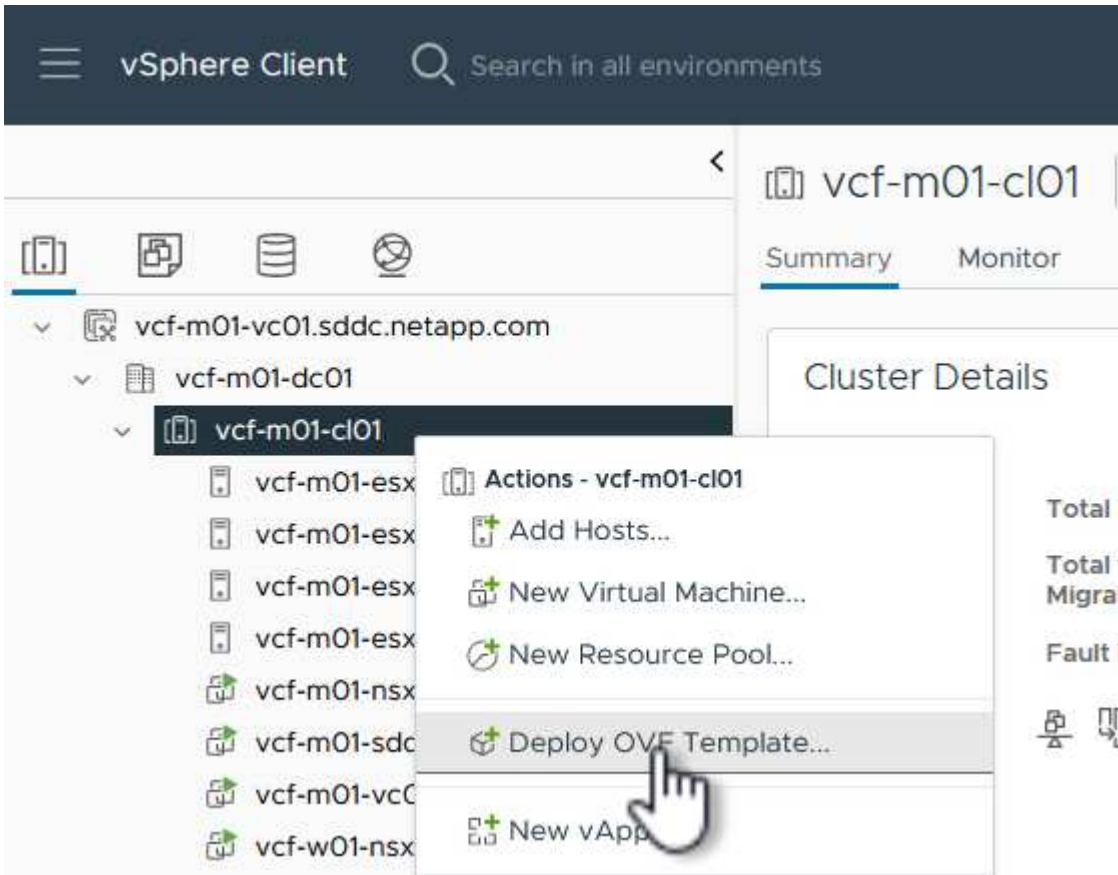 vSphere Client
Search in all environments
vcf-m01-cl01
Summary
Monitor
vcf-m01-vc01.sddc.netapp.com
vcf-m01-dc01
Cluster Details
vcf-m01-cl01
vcf-m01-esx
Actions - vcf-m01-cl01
Total
Add Hosts...
vcf-m01-esx
Total
Migra
vcf-m01-esx
New Virtual Machine...
vcf-m01-esx
New Resource Pool...
Fault
vcf-m01-nsx
vcf-m01-sdd
Deploy OVF Template...
vcf-m01-vc0
New vApp
vcf-w01-nsx